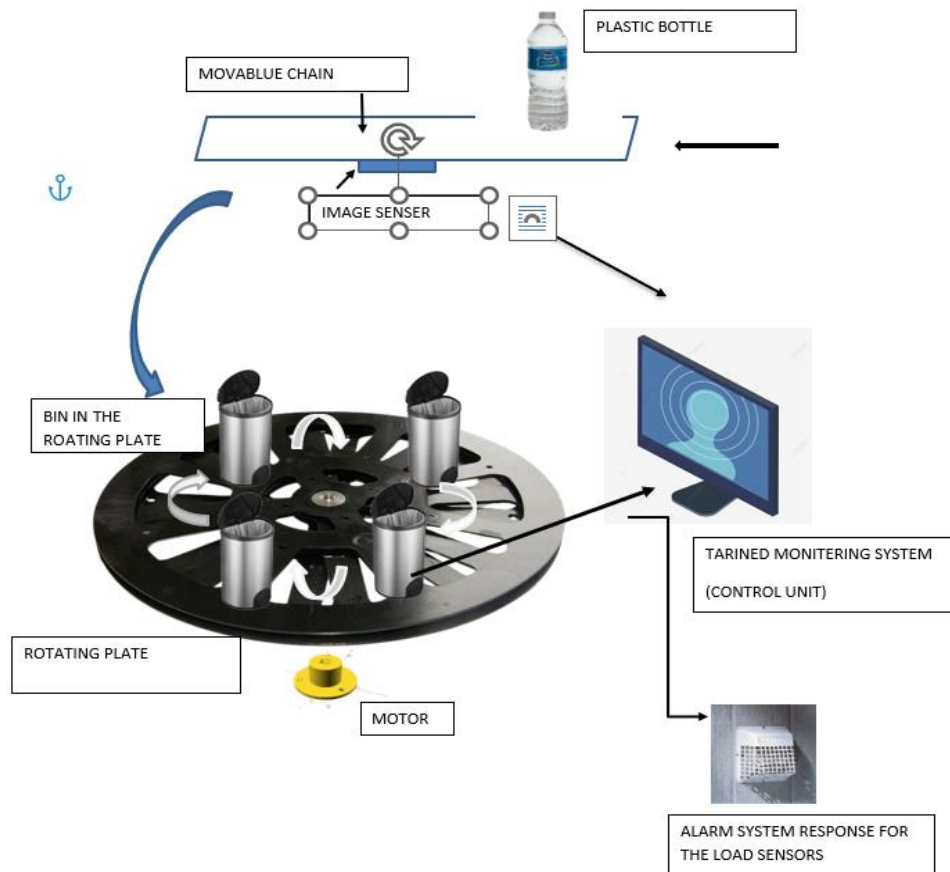 PLASTIC BOTTLE
MOVABLUE CHAIN
IMAGE SENSER
BIN IN THE
ROATING PLATE
TARINED MONITERING SYSTEM
(CONTROL UNIT)
ROTATING PLATE
MOTOR
ALARM SYSTEM RESPONSE FOR
THE LOAD SENSORS